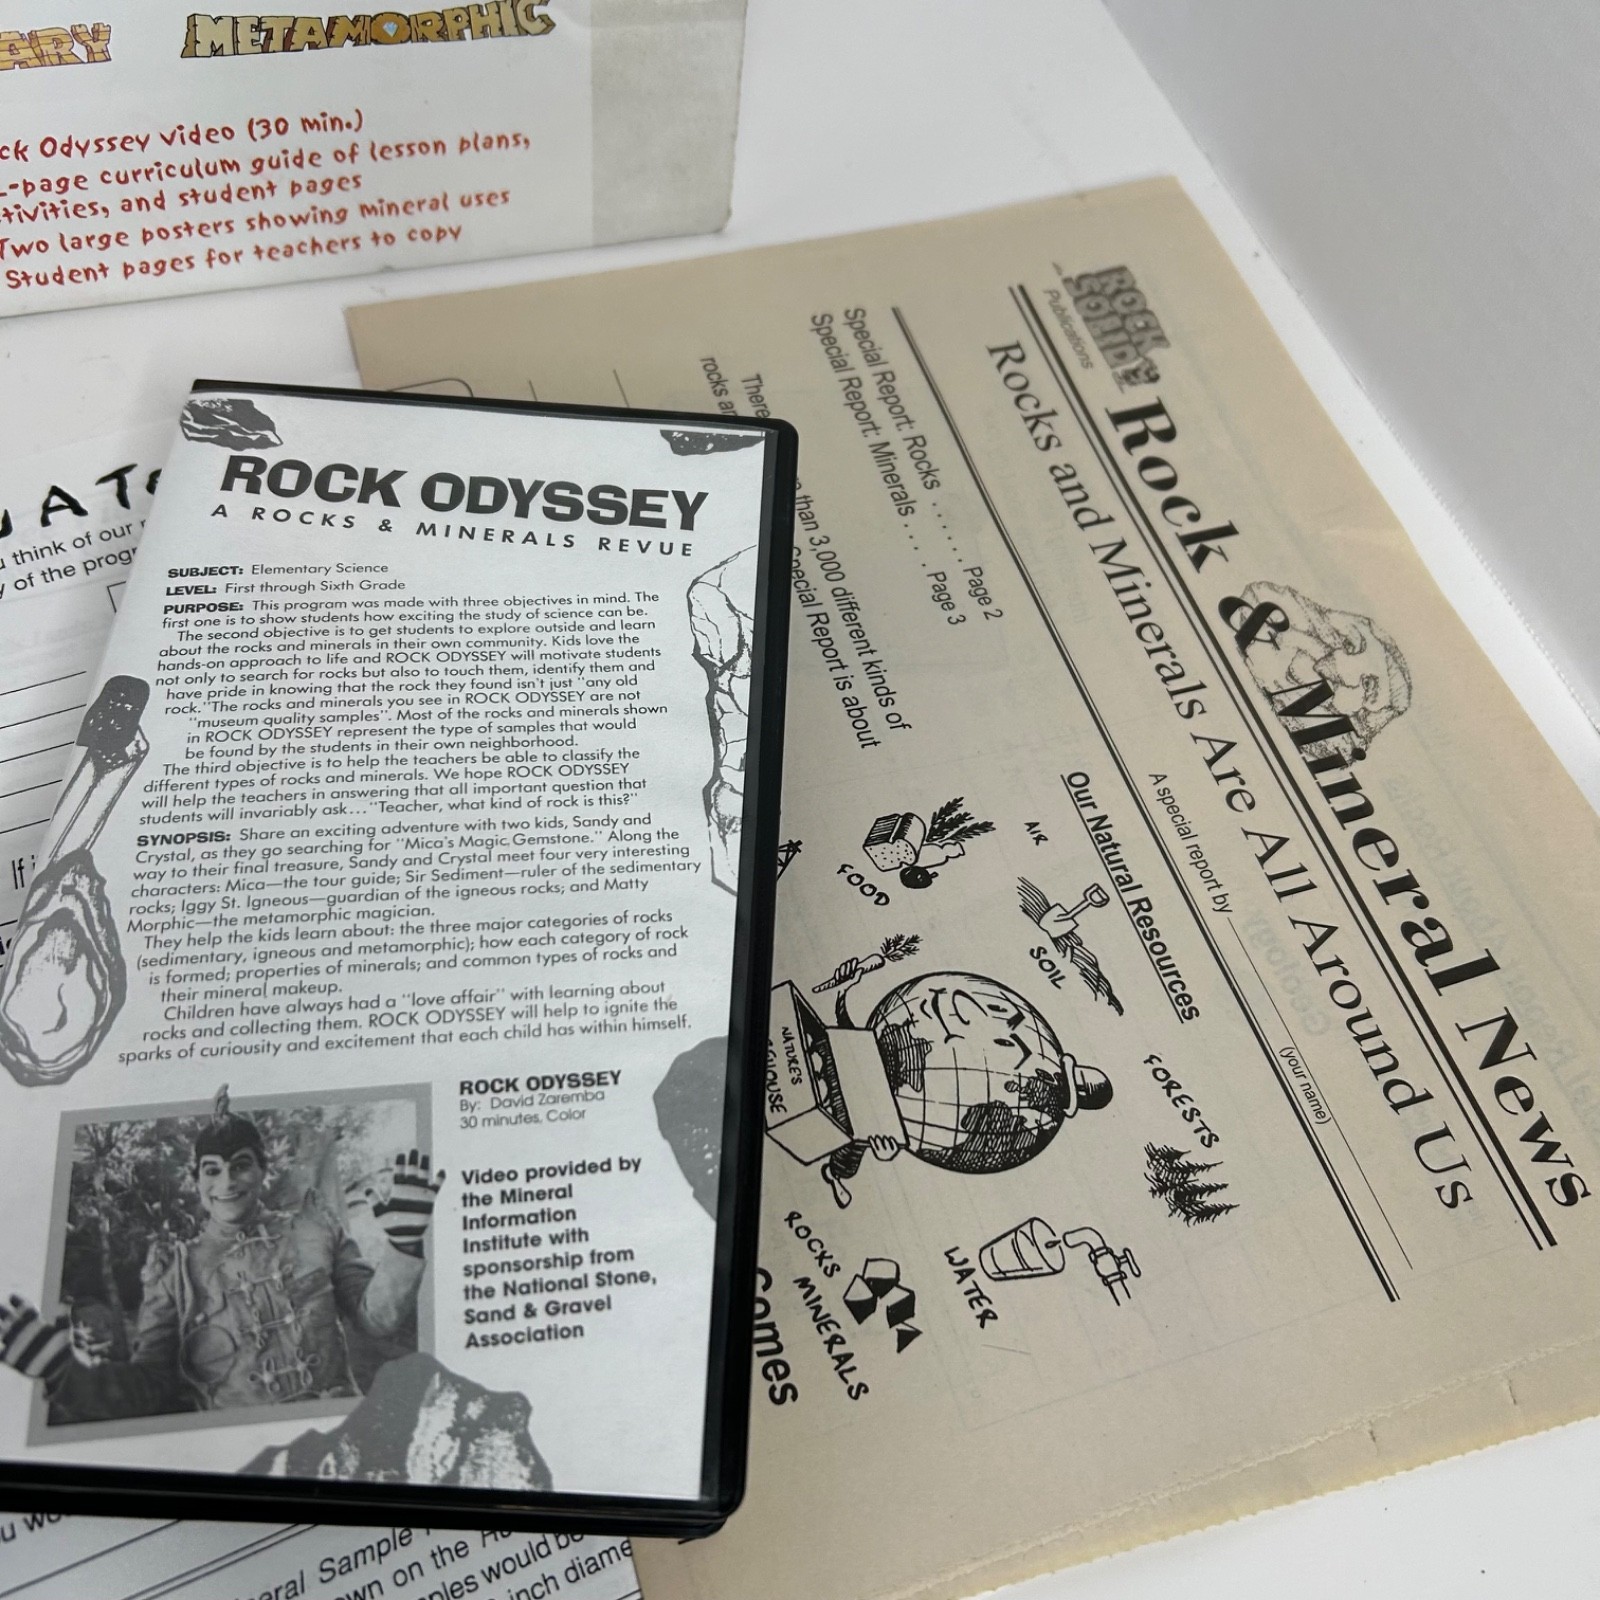 METAMORPHIC
Odyssey video (30 min.)
-page curriculum guide of lesson plans,
and student pages
Two large posters showing mineral uses
Student pages for teachers to copy
think of our
of the
If
ROCK ODYSSEY
A ROCKS & MINERALS REVUE
SUBJECT: Elementary Science
LEVEL: First through Sixth Grade
PURPOSE: This program was made with three objectives in mind. The
first one is to show students how exciting the study of science can be.
The second objective is to get students to explore outside and learn
about the rocks and minerals in their own community. Kids love the
hands-on approach to life and ROCK ODYSSEY will motivate students
not only to search for rocks but also to touch them, identify them and
have pride in knowing that the rock they found isn't just "any old
rock." The rocks and minerals you see in ROCK ODYSSEY are not
"museum quality samples". Most of the rocks and minerals shown
in ROCK ODYSSEY represent the type of samples that would
be found by the students in their own neighborhood.
The third objective is to help the teachers be able to classify the
different types of rocks and minerals. We hope ROCK ODYSSEY
will help the teachers in answering that all important question that
students will invariably ask... "Teacher, what kind of rock is this?"
SYNOPSIS: Share an exciting adventure with two kids, Sandy and
Crystal, as they go searching for "Mica's Magic Gemstone." Along the
way to their final treasure, Sandy and Crystal meet four very interesting
characters: Mica—the tour guide; Sir Sediment—ruler of the sedimentary
rocks; Iggy St. Igneous—guardian of the igneous rocks; and Matty
Morphic—the metamorphic magician.
They help the kids learn about: the three major categories of rocks
(sedimentary, igneous and metamorphic); how each category of rock
is formed; properties of minerals; and common types of rocks and
their mineral makeup.
Children have always had a "love affair" with learning about
rocks and collecting them. ROCK ODYSSEY will help to ignite the
sparks of curiousity and excitement that each child has within himself.
ROCK ODYSSEY
By: David Zaremba
30 minutes, Color
Video provided by
the Mineral
Information
Institute with
sponsorship from
the National Stone,
Sand & Gravel
Association
Sample
on the
would be
inch
ROCK
SOLID
Publications
Rock & Mineral News
Rocks and Minerals Are All Around Us
A special report by
(your name)
Special Report: Rocks . . . . . . . Page 2
Special Report: Minerals . . . . Page 3
There
than 3,000 different kinds of
rocks
Special Report is about
Our Natural Resources
AIR
FOOD
SOIL
FORESTS
WATER
NATURE'S
ROCKS
MINERALS
Comes